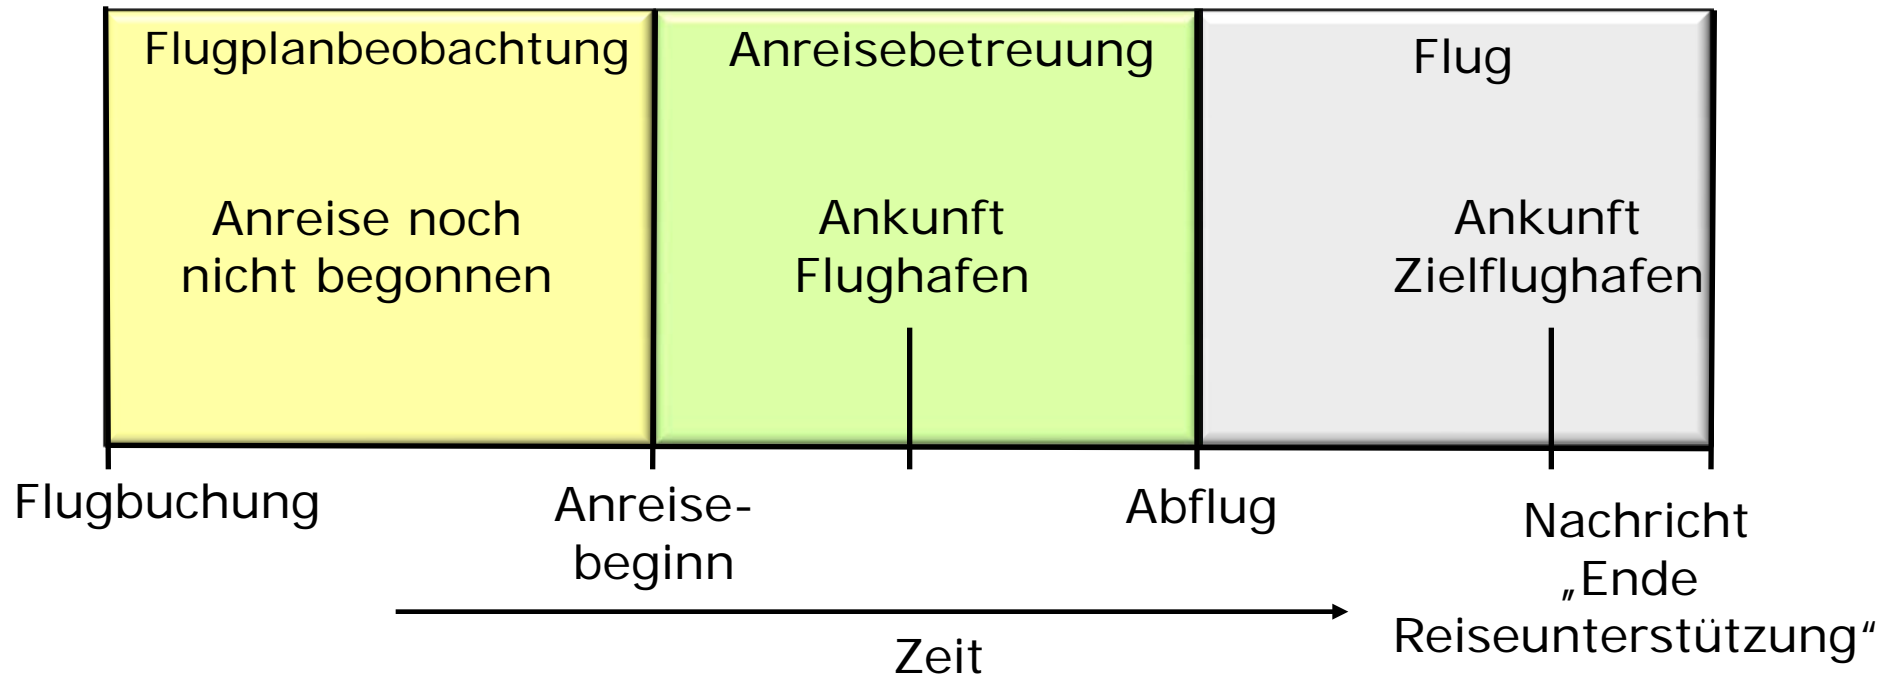 Flugplanbeobachtung
Anreisebetreuung
Flug
Anreise noch
nicht begonnen
Ankunft
Flughafen
Ankunft
Zielflughafen
Flugbuchung
Anreise-
beginn
Abflug
Nachricht
„Ende
Reiseunterstützung“
Zeit